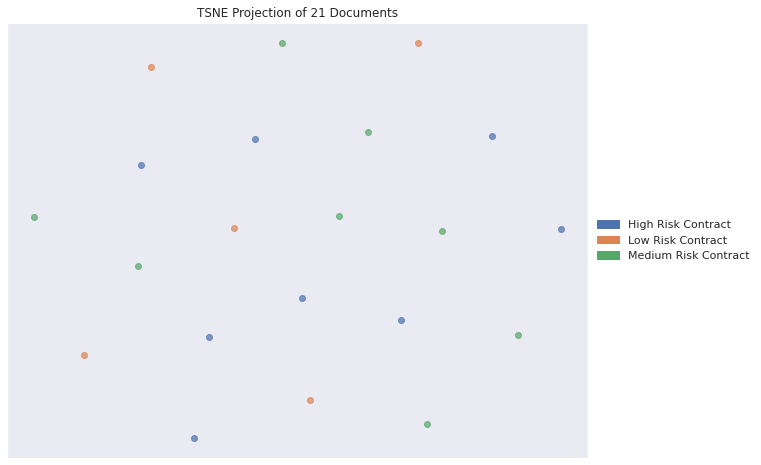 TSNE Projection of 21 Documents
High Risk Contract
Low Risk Contract
Medium Risk Contract